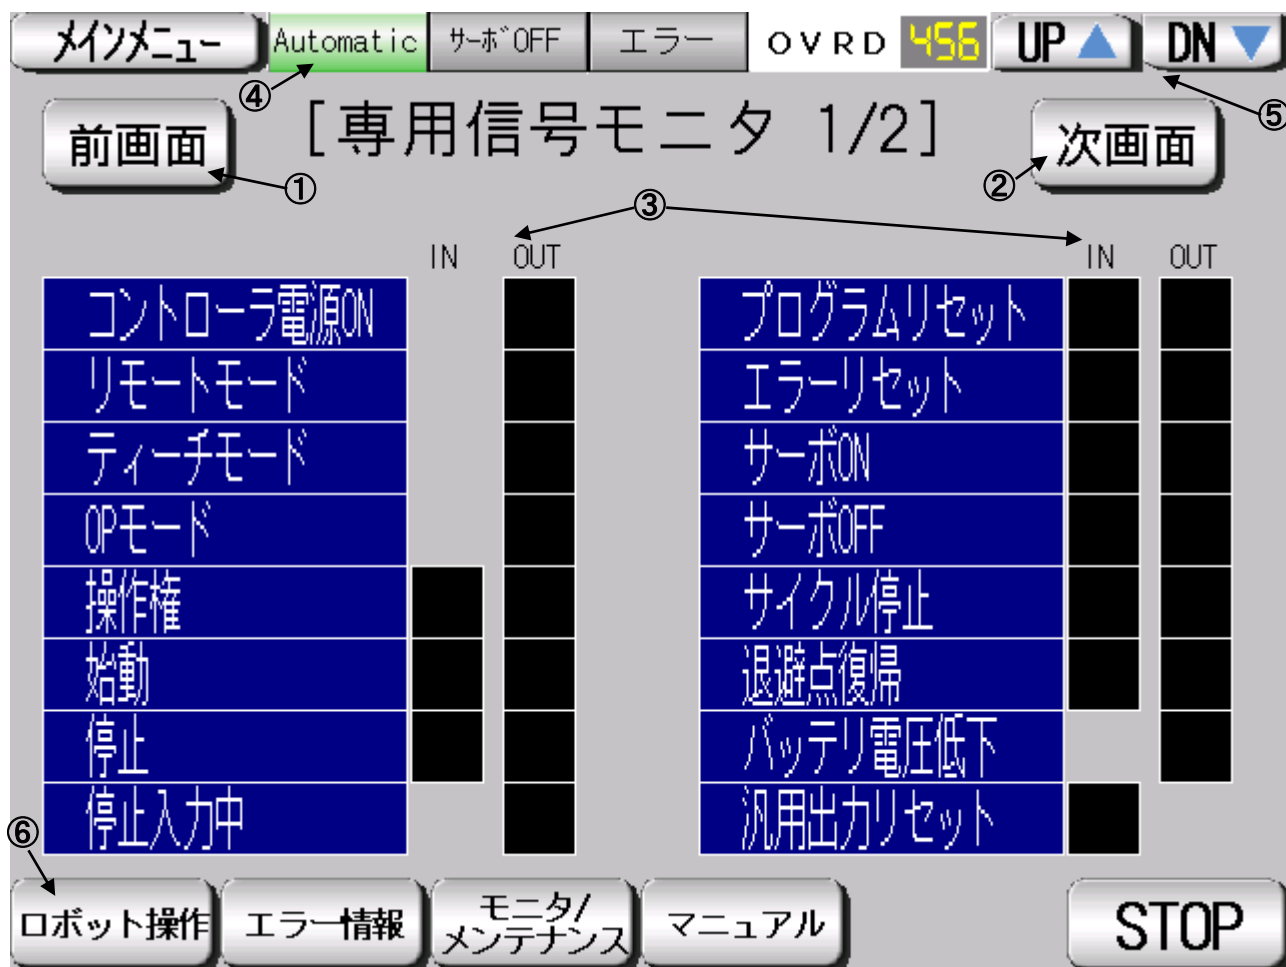 メインメニュー Automatic サーボOFF エラー OVRD 456 UP DN
④ ⑤
前画面 [専用信号モニタ 1/2] 次画面
① ② ③
IN OUT IN OUT
コントローラ電源ON プログラムリセット
リモートモード エラーリセット
ティーチモード サーボON
OPモード サーボOFF
操作権 サイクル停止
始動 退避点復帰
停止 バッテリ電圧低下
停止入力中 汎用出力リセット
⑥
ロボット操作 エラー情報 モニタ/ マニュアル STOP
メンテナンス